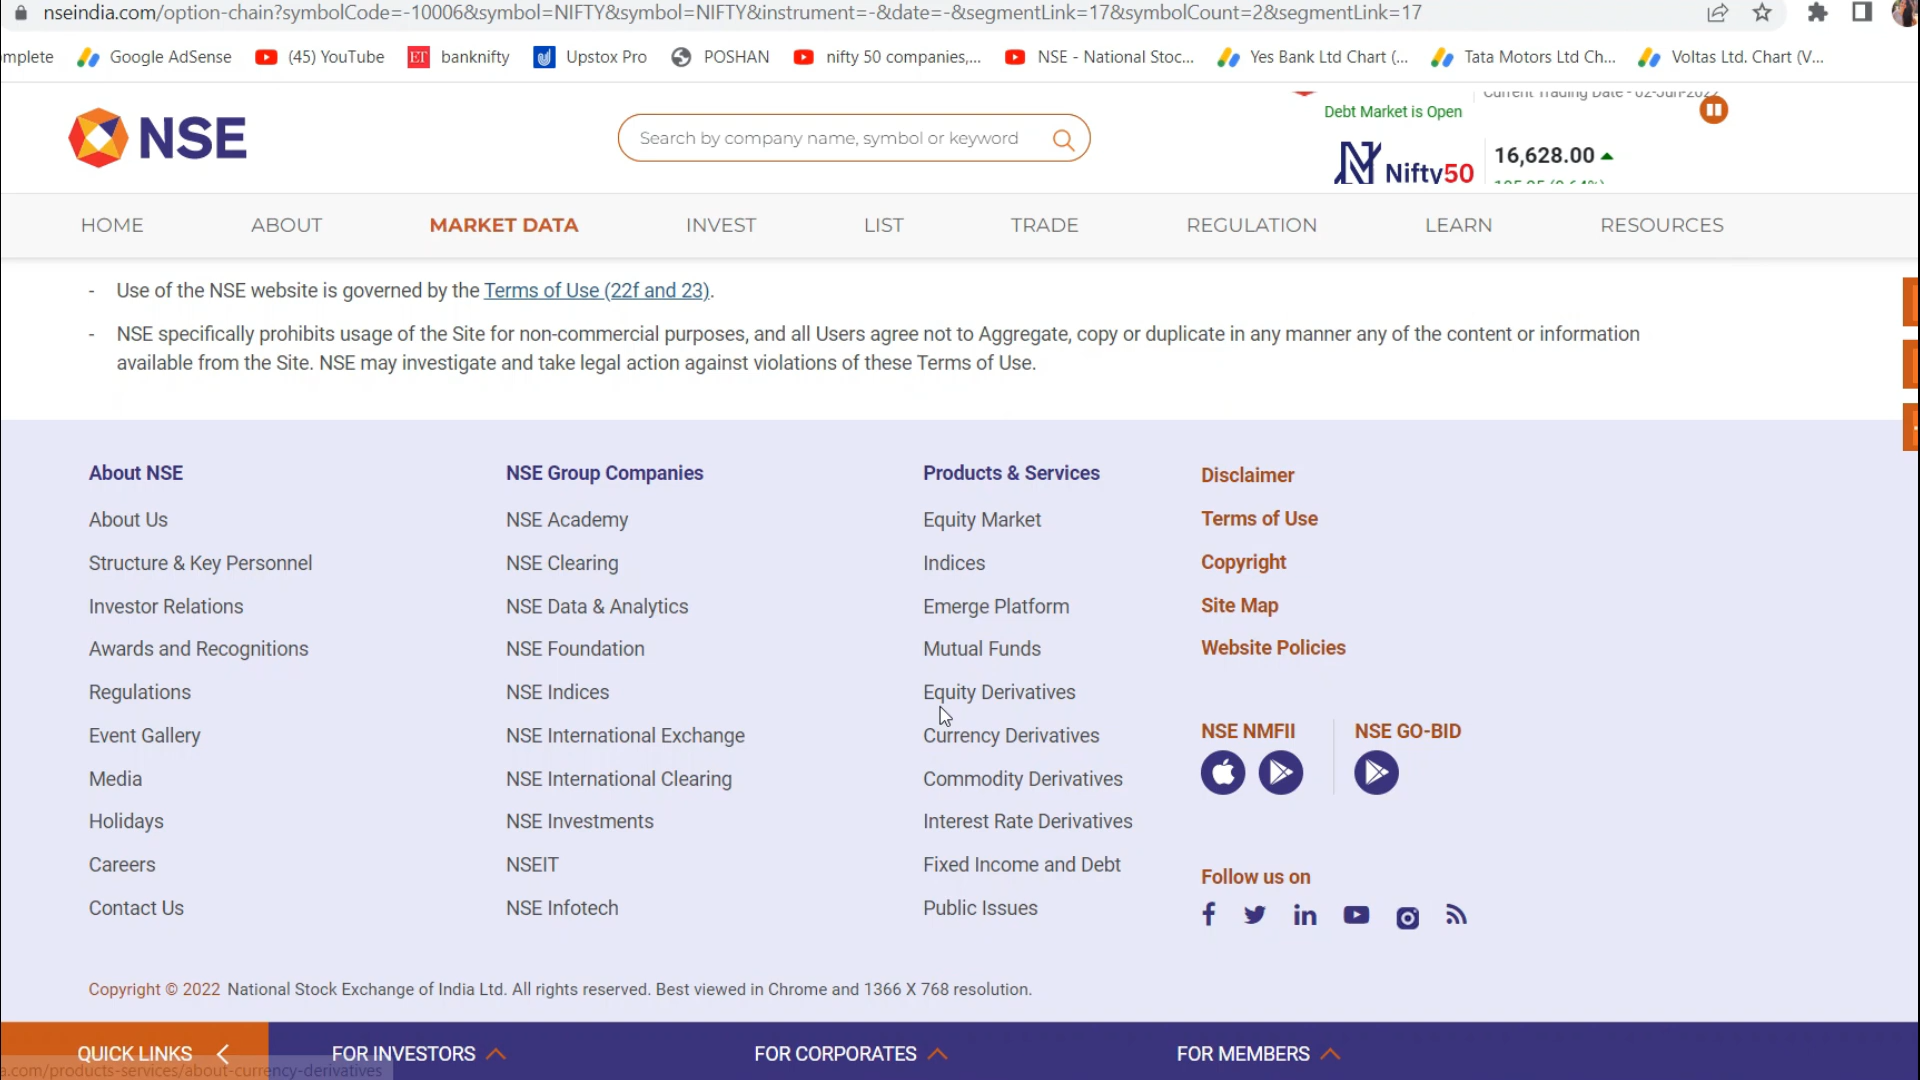 nseindia.com/option-chain?symbolCode=-10006&symbol=NIFTY&symbol=NIFTY&instrument=-&date=-&segmentLink=17&symbolCount=2&segmentLink=17
mplete Google AdSense (45) YouTube ET banknifty Upstox Pro POSHAN nifty 50 companies,... NSE - National Stoc... Yes Bank Ltd Chart (... Tata Motors Ltd Ch... Voltas Ltd. Chart (V...
NSE
Search by company name, symbol or keyword
Current Trading Date - 02-Jun-2022
Debt Market is Open
Nifty50
16,628.00
HOME ABOUT MARKET DATA INVEST LIST TRADE REGULATION LEARN RESOURCES
- Use of the NSE website is governed by the Terms of Use (22f and 23).
- NSE specifically prohibits usage of the Site for non-commercial purposes, and all Users agree not to Aggregate, copy or duplicate in any manner any of the content or information
available from the Site. NSE may investigate and take legal action against violations of these Terms of Use.
About NSE
About Us
Structure & Key Personnel
Investor Relations
Awards and Recognitions
Regulations
Event Gallery
Media
Holidays
Careers
Contact Us
NSE Group Companies
NSE Academy
NSE Clearing
NSE Data & Analytics
NSE Foundation
NSE Indices
NSE International Exchange
NSE International Clearing
NSE Investments
NSEIT
NSE Infotech
Products & Services
Equity Market
Indices
Emerge Platform
Mutual Funds
Equity Derivatives
Currency Derivatives
Commodity Derivatives
Interest Rate Derivatives
Fixed Income and Debt
Public Issues
Disclaimer
Terms of Use
Copyright
Site Map
Website Policies
NSE NMFII
NSE GO-BID
Follow us on
Copyright © 2022 National Stock Exchange of India Ltd. All rights reserved. Best viewed in Chrome and 1366 X 768 resolution.
QUICK LINKS FOR INVESTORS FOR CORPORATES FOR MEMBERS
a.com/products-services/about-currency-derivatives